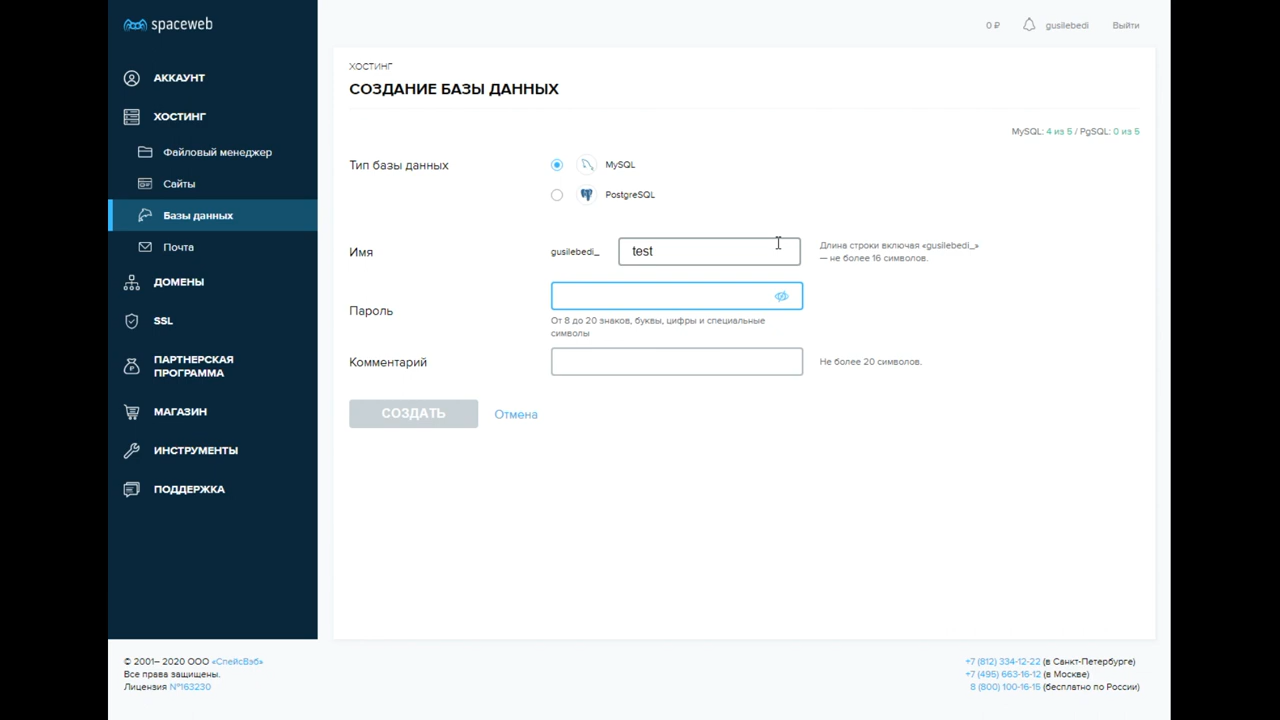 spaceweb
0 ₽ gusilebedi Выйти
АККАУНТ
ХОСТИНГ
Файловый менеджер
Сайты
Базы данных
Почта
ДОМЕНЫ
SSL
ПАРТНЕРСКАЯ
ПРОГРАММА
МАГАЗИН
ИНСТРУМЕНТЫ
ПОДДЕРЖКА
ХОСТИНГ
СОЗДАНИЕ БАЗЫ ДАННЫХ
MySQL: 4 из 5 / PgSQL: 0 из 5
Тип базы данных
MySQL
PostgreSQL
Имя gusilebedi_ test
Длина строки включая «gusilebedi_»
— не более 16 символов.
Пароль
От 8 до 20 знаков, буквы, цифры и специальные
символы
Комментарий
Не более 20 символов.
СОЗДАТЬ Отмена
© 2001– 2020 ООО «СпейсВэб»
Все права защищены.
Лицензия №163230
+7 (812) 334-12-22 (в Санкт-Петербурге)
+7 (495) 663-16-12 (в Москве)
8 (800) 100-16-15 (бесплатно по России)